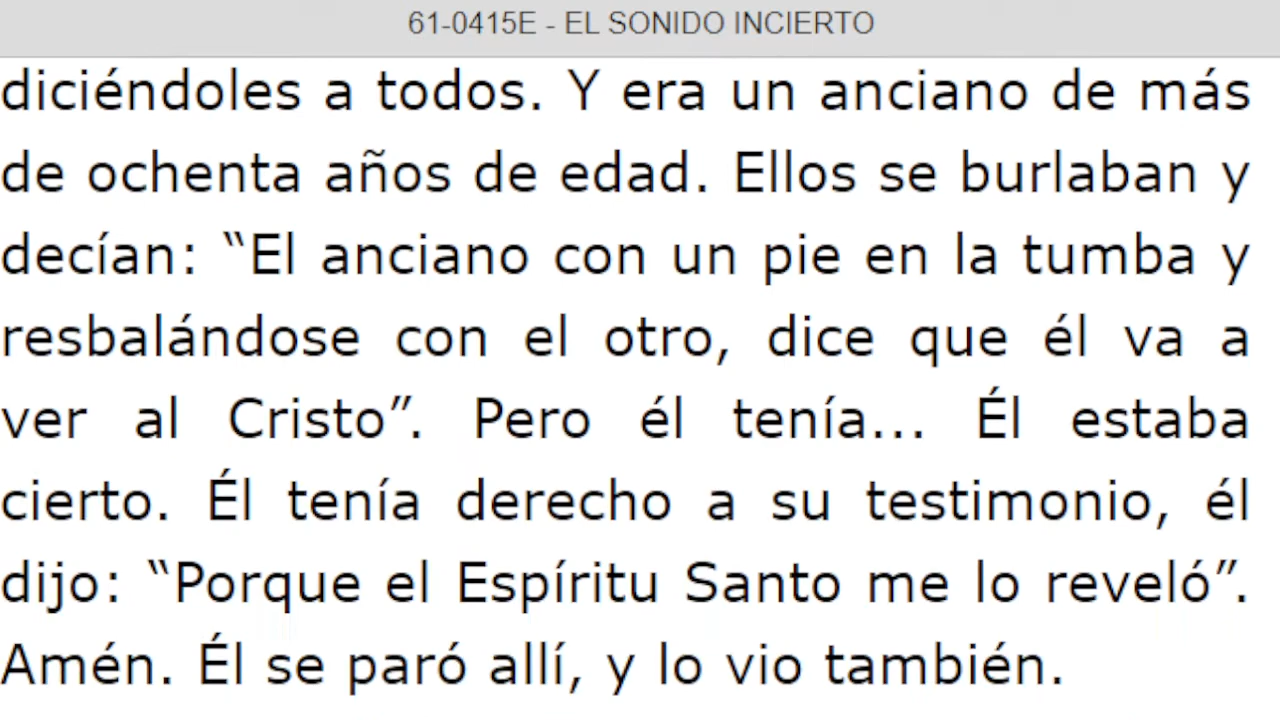 61-0415E - EL SONIDO INCIERTO
diciéndoles a todos. Y era un anciano de más
de ochenta años de edad. Ellos se burlaban y
decían: “El anciano con un pie en la tumba y
resbalándose con el otro, dice que él va a
ver al Cristo”. Pero él tenía... Él estaba
cierto. Él tenía derecho a su testimonio, él
dijo: “Porque el Espíritu Santo me lo reveló”.
Amén. Él se paró allí, y lo vio también.